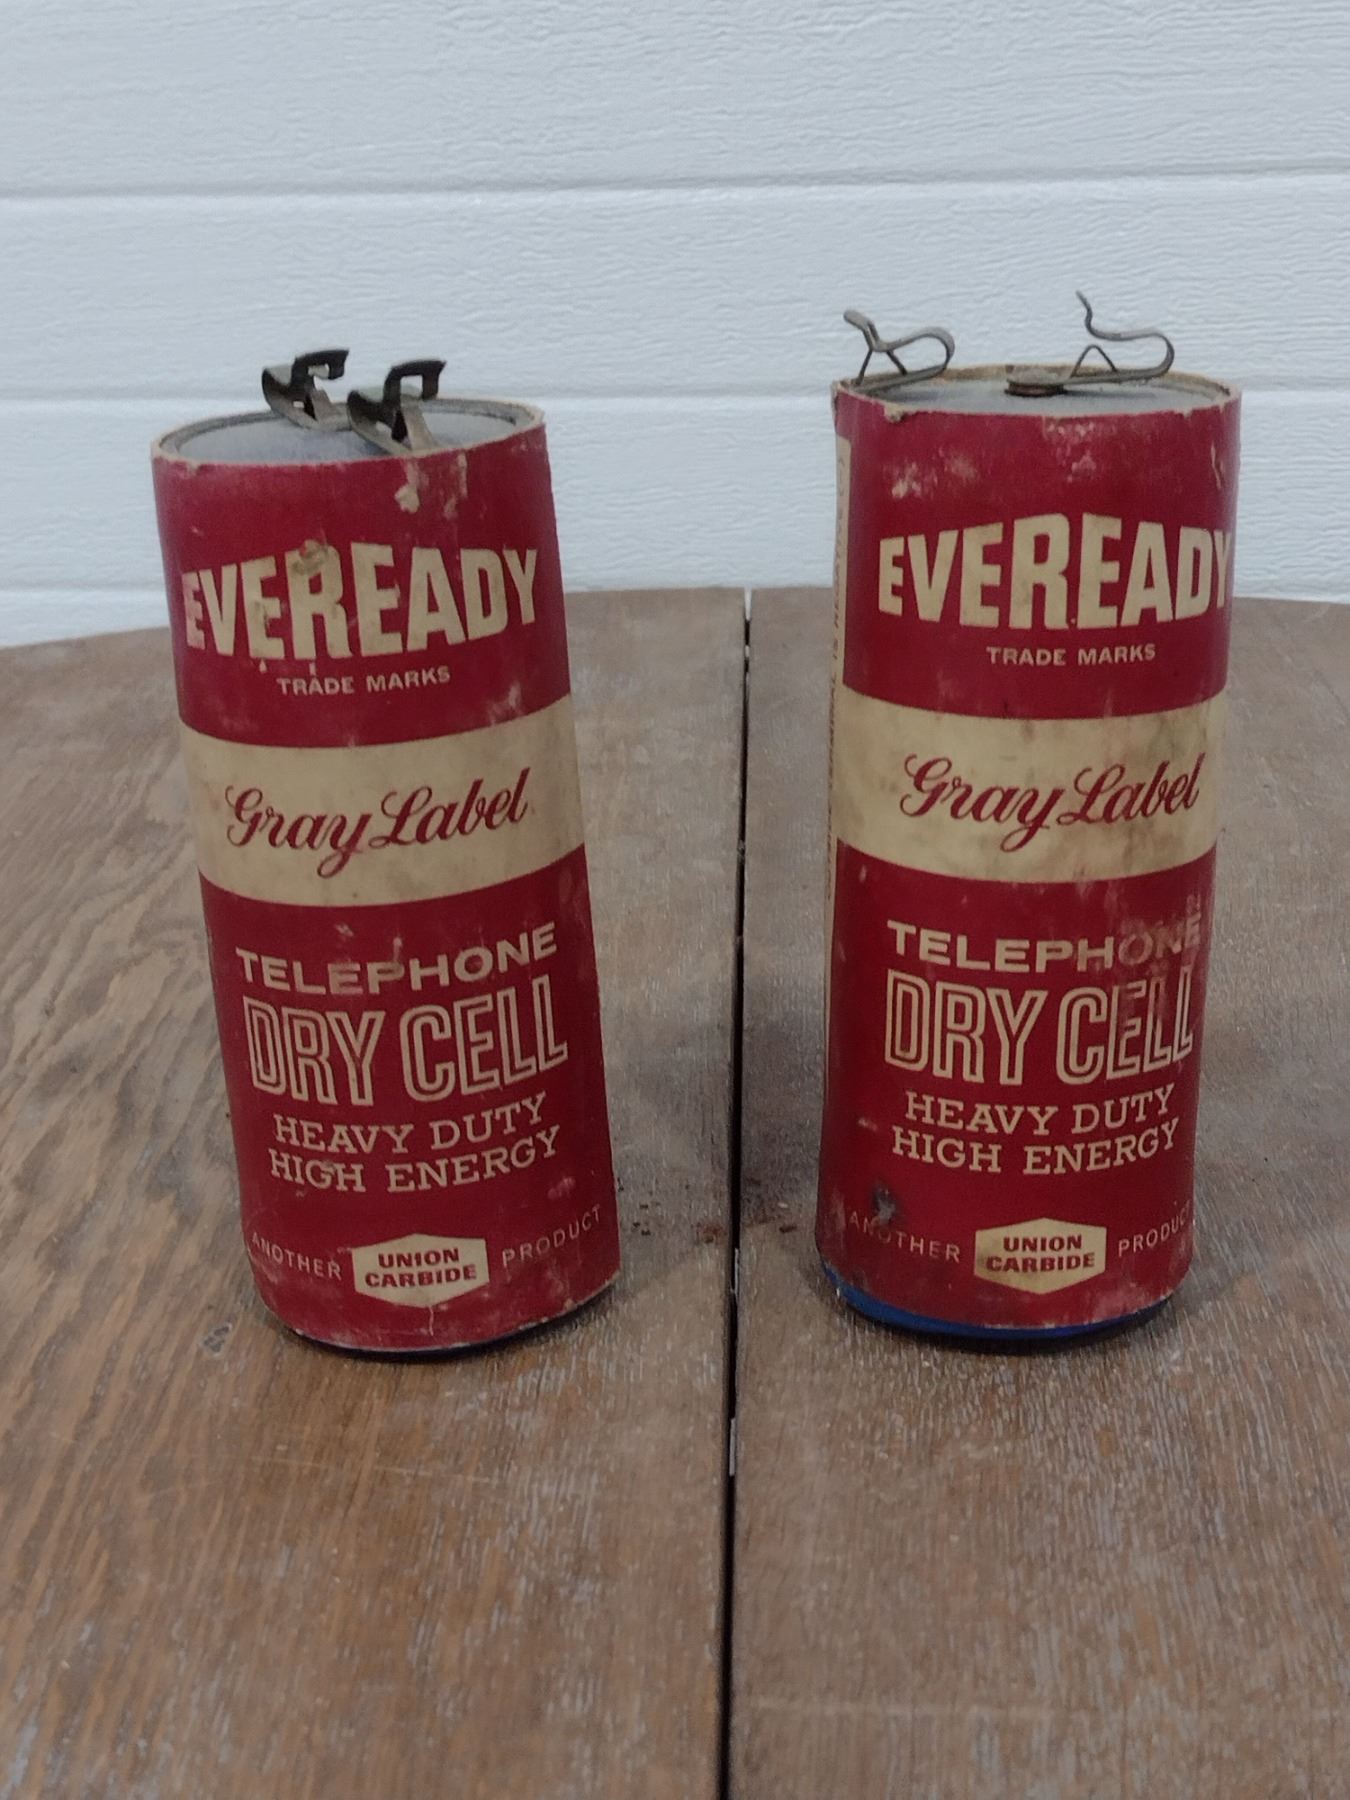 EVEREADY
TRADE MARKS
Gray Label
TELEPHONE
DRY CELL
HEAVY DUTY
HIGH ENERGY
ANOTHER UNION CARBIDE PRODUCT
EVEREADY
TRADE MARKS
Gray Label
TELEPHONE
DRY CELL
HEAVY DUTY
HIGH ENERGY
ANOTHER UNION CARBIDE PRODUCT